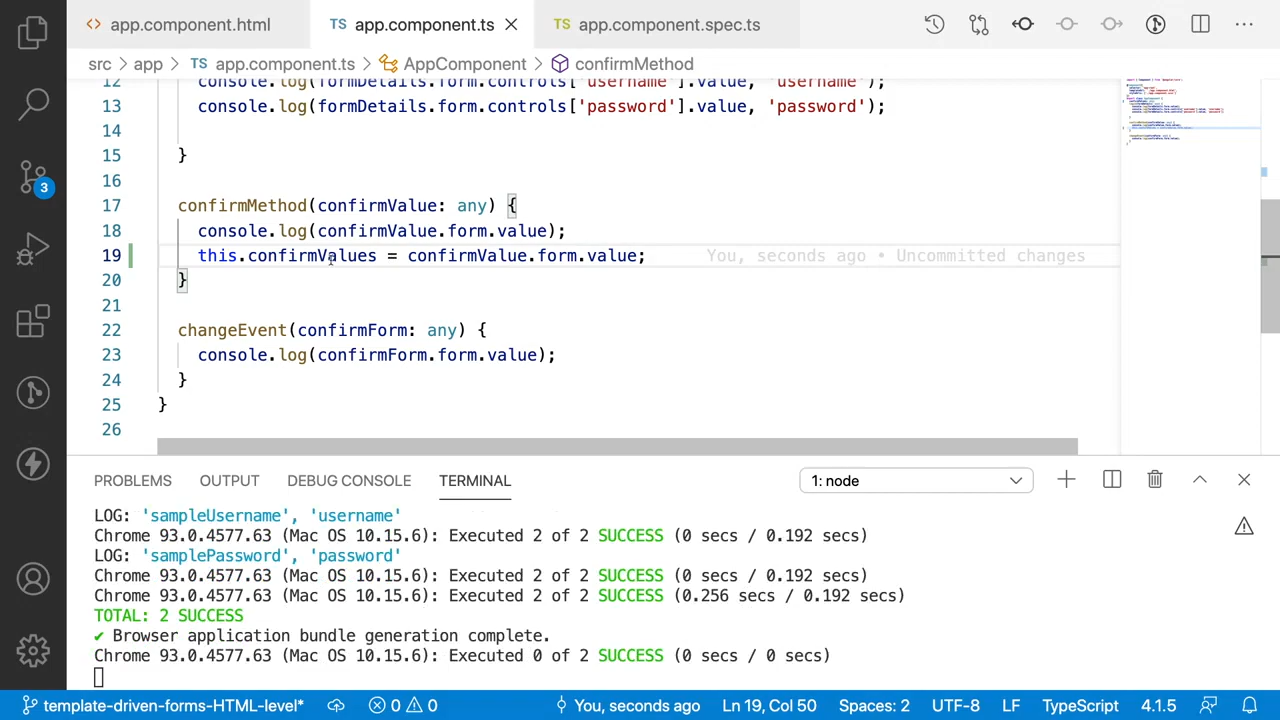 <> app.component.html TS app.component.ts TS app.component.spec.ts
src > app > TS app.component.ts > AppComponent > confirmMethod
12 console.log(formDetails.form.controls['username'].value, 'username');
13 console.log(formDetails.form.controls['password'].value, 'password');
14
15 }
16
17 confirmMethod(confirmValue: any) {
18 console.log(confirmValue.form.value);
19 this.confirmValues = confirmValue.form.value; You, seconds ago • Uncommitted changes
20 }
21
22 changeEvent(confirmForm: any) {
23 console.log(confirmForm.form.value);
24 }
25 }
26
3
PROBLEMS OUTPUT DEBUG CONSOLE TERMINAL 1: node
LOG: 'sampleUsername', 'username'
Chrome 93.0.4577.63 (Mac OS 10.15.6): Executed 2 of 2 SUCCESS (0 secs / 0.192 secs)
LOG: 'samplePassword', 'password'
Chrome 93.0.4577.63 (Mac OS 10.15.6): Executed 2 of 2 SUCCESS (0 secs / 0.192 secs)
Chrome 93.0.4577.63 (Mac OS 10.15.6): Executed 2 of 2 SUCCESS (0.256 secs / 0.192 secs)
TOTAL: 2 SUCCESS
✔ Browser application bundle generation complete.
Chrome 93.0.4577.63 (Mac OS 10.15.6): Executed 0 of 2 SUCCESS (0 secs / 0 secs)
template-driven-forms-HTML-level* 0 0 You, seconds ago Ln 19, Col 50 Spaces: 2 UTF-8 LF TypeScript 4.1.5